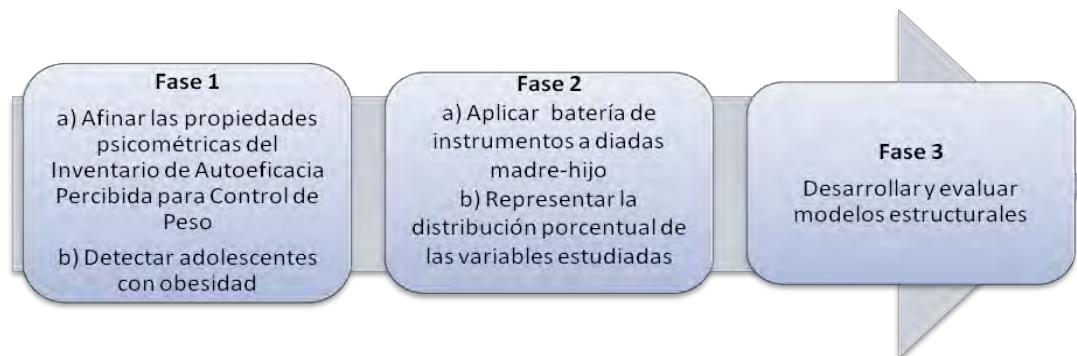 Fase 1
a) Afinar las propiedades
psicométricas del
Inventario de Autoeficacia
Percibida para Control de
Peso
b) Detectar adolescentes
con obesidad
Fase 2
a) Aplicar batería de
instrumentos a diadas
madre-hijo
b) Representar la
distribución porcentual de
las variables estudiadas
Fase 3
Desarrollar y evaluar
modelos estructurales